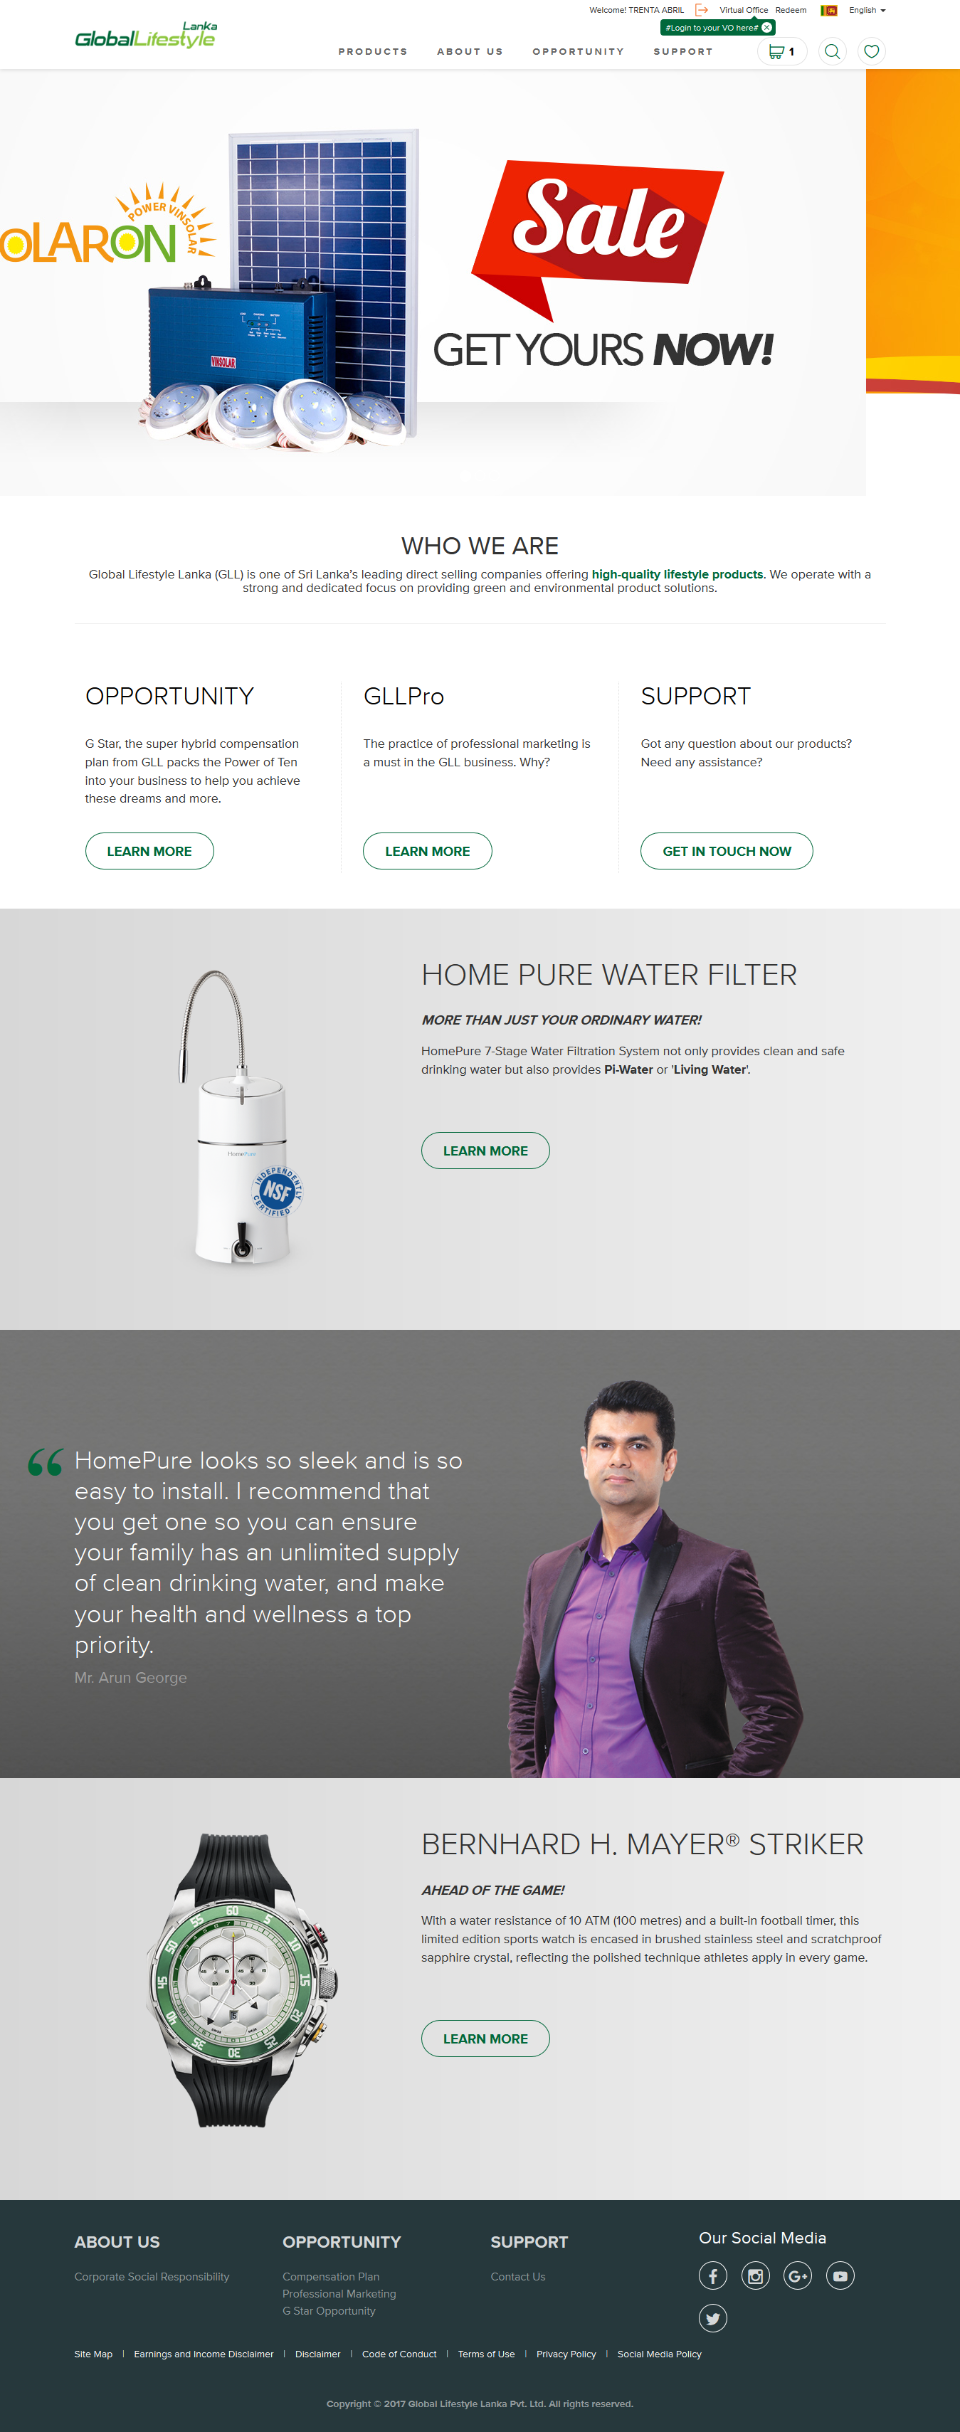 Welcome! TRENTA ABRIL Virtual Office Redeem English
#Login to your VO here#
Lanka
GlobalLifestyle
PRODUCTS ABOUT US OPPORTUNITY SUPPORT
1
POWER VINSOLAR
OLARON
VINSOLAR
Sale
GET YOURS NOW!
WHO WE ARE
Global Lifestyle Lanka (GLL) is one of Sri Lanka's leading direct selling companies offering high-quality lifestyle products. We operate with a
strong and dedicated focus on providing green and environmental product solutions.
OPPORTUNITY
G Star, the super hybrid compensation
plan from GLL packs the Power of Ten
into your business to help you achieve
these dreams and more.
LEARN MORE
GLLPro
The practice of professional marketing is
a must in the GLL business. Why?
LEARN MORE
SUPPORT
Got any question about our products?
Need any assistance?
GET IN TOUCH NOW
HOME PURE WATER FILTER
MORE THAN JUST YOUR ORDINARY WATER!
HomePure 7-Stage Water Filtration System not only provides clean and safe
drinking water but also provides Pi-Water or 'Living Water'.
LEARN MORE
HomePure
INDEPENDENTLY
NSF
CERTIFIED
“ HomePure looks so sleek and is so
easy to install. I recommend that
you get one so you can ensure
your family has an unlimited supply
of clean drinking water, and make
your health and wellness a top
priority.
Mr. Arun George
BERNHARD H. MAYER® STRIKER
AHEAD OF THE GAME!
With a water resistance of 10 ATM (100 metres) and a built-in football timer, this
limited edition sports watch is encased in brushed stainless steel and scratchproof
sapphire crystal, reflecting the polished technique athletes apply in every game.
LEARN MORE
60 5 10 15 20 25 30 35 40 45 50 55
ABOUT US
Corporate Social Responsibility
OPPORTUNITY
Compensation Plan
Professional Marketing
G Star Opportunity
SUPPORT
Contact Us
Our Social Media
Site Map | Earnings and Income Disclaimer | Disclaimer | Code of Conduct | Terms of Use | Privacy Policy | Social Media Policy
Copyright © 2017 Global Lifestyle Lanka Pvt. Ltd. All rights reserved.